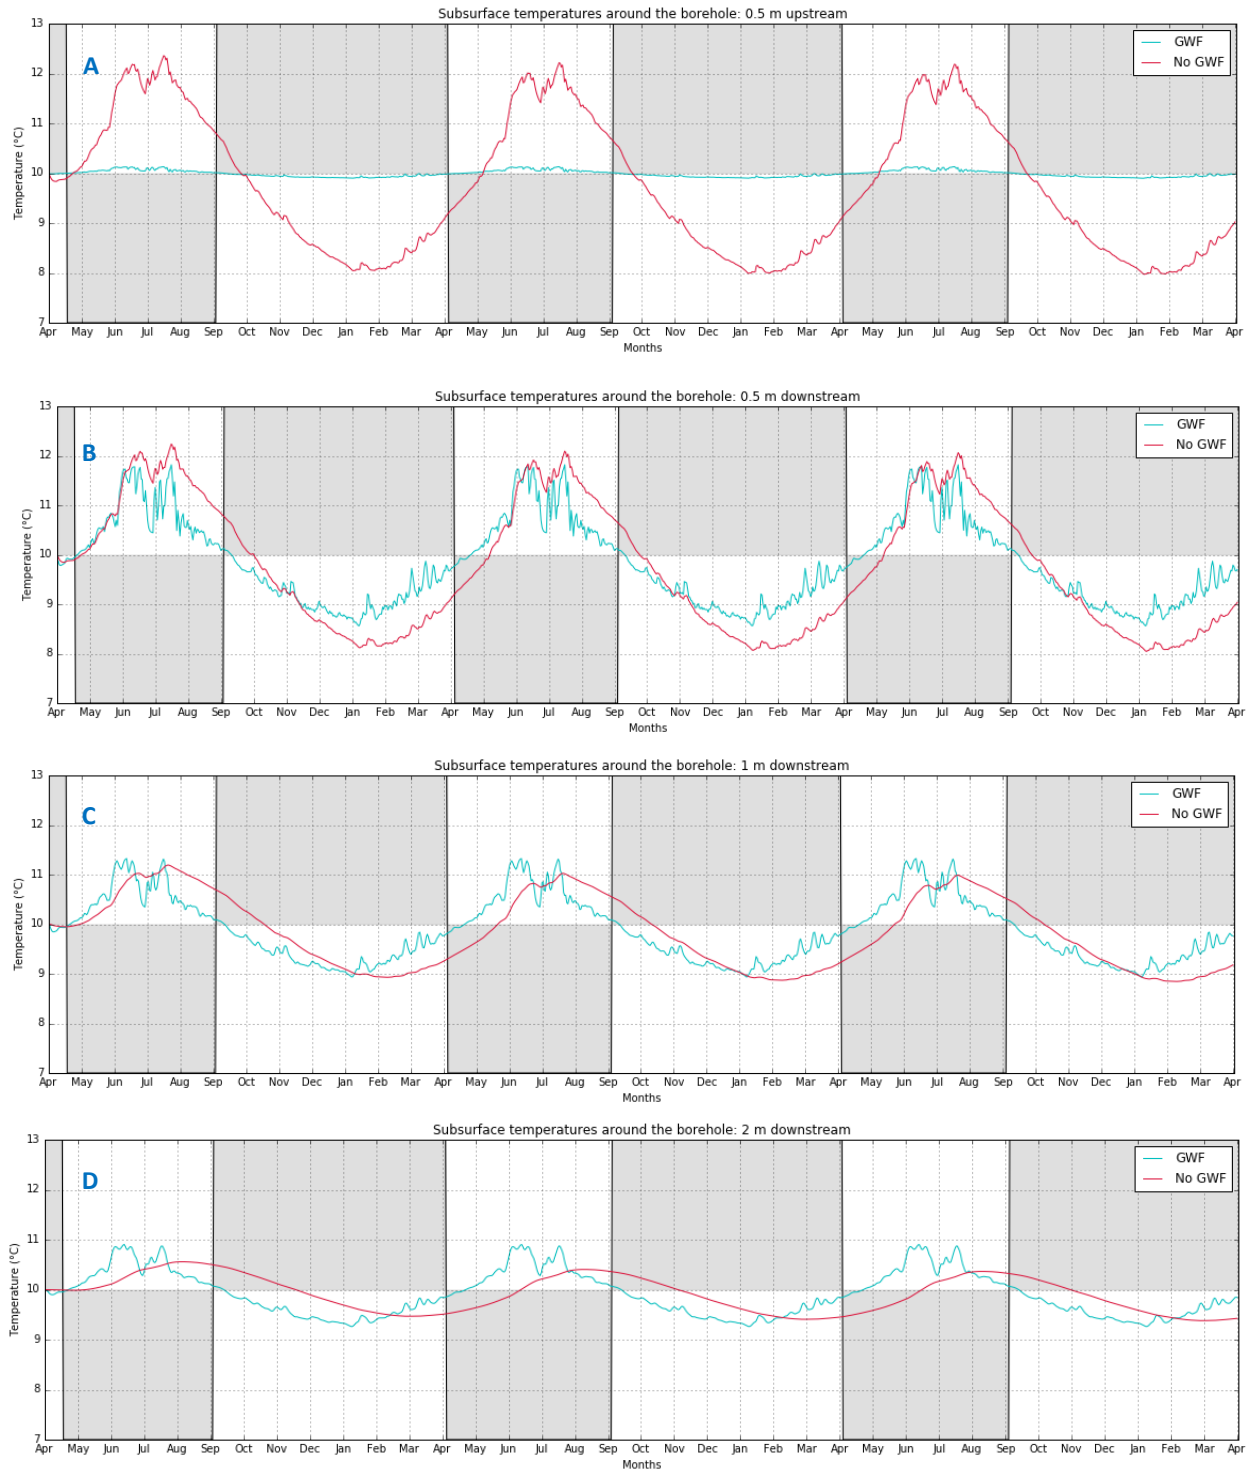 Subsurface temperatures around the borehole: 0.5 m upstream
A
GWF
No GWF
13
12
11
10
9
8
7
Temperature (°C)
Apr May Jun Jul Aug Sep Oct Nov Dec Jan Feb Mar Apr May Jun Jul Aug Sep Oct Nov Dec Jan Feb Mar Apr May Jun Jul Aug Sep Oct Nov Dec Jan Feb Mar Apr
Months
Subsurface temperatures around the borehole: 0.5 m downstream
B
GWF
No GWF
13
12
11
10
9
8
7
Temperature (°C)
Apr May Jun Jul Aug Sep Oct Nov Dec Jan Feb Mar Apr May Jun Jul Aug Sep Oct Nov Dec Jan Feb Mar Apr May Jun Jul Aug Sep Oct Nov Dec Jan Feb Mar Apr
Months
Subsurface temperatures around the borehole: 1 m downstream
C
GWF
No GWF
13
12
11
10
9
8
7
Temperature (°C)
Apr May Jun Jul Aug Sep Oct Nov Dec Jan Feb Mar Apr May Jun Jul Aug Sep Oct Nov Dec Jan Feb Mar Apr May Jun Jul Aug Sep Oct Nov Dec Jan Feb Mar Apr
Months
Subsurface temperatures around the borehole: 2 m downstream
D
GWF
No GWF
13
12
11
10
9
8
7
Temperature (°C)
Apr May Jun Jul Aug Sep Oct Nov Dec Jan Feb Mar Apr May Jun Jul Aug Sep Oct Nov Dec Jan Feb Mar Apr May Jun Jul Aug Sep Oct Nov Dec Jan Feb Mar Apr
Months